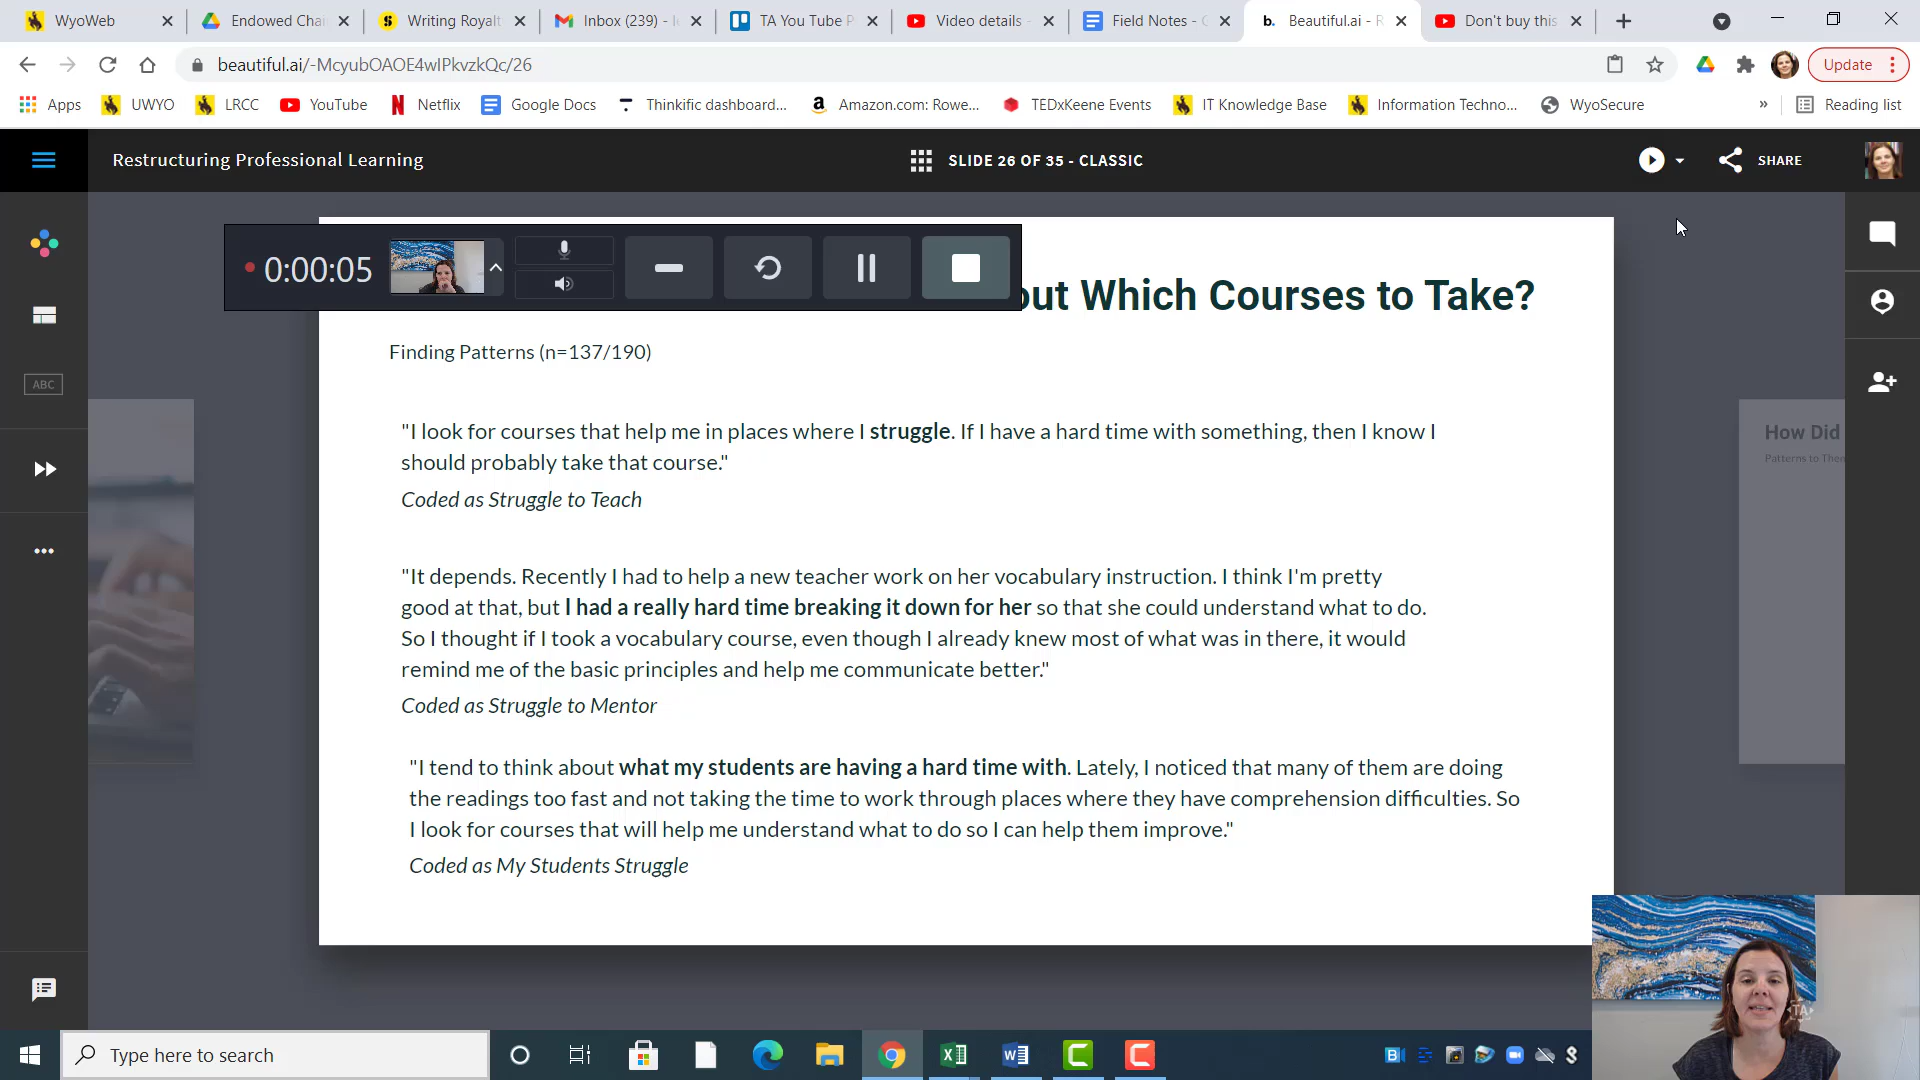 WyoWeb
Endowed Chai
Writing Royalt
Inbox (239) - l
TA You Tube P
Video details -
Field Notes - G
b. Beautiful.ai - R
Don't buy this
beautiful.ai/-McyubOAOE4wIPkvzkQc/26
Update
Apps
UWYO
LRCC
YouTube
Netflix
Google Docs
Thinkific dashboard...
Amazon.com: Rowe...
TEDxKeene Events
IT Knowledge Base
Information Techno...
WyoSecure
»
Reading list
Restructuring Professional Learning
SLIDE 26 OF 35 - CLASSIC
SHARE
ABC
0:00:05
out Which Courses to Take?
Finding Patterns (n=137/190)
"I look for courses that help me in places where I struggle. If I have a hard time with something, then I know I
should probably take that course."
Coded as Struggle to Teach
"It depends. Recently I had to help a new teacher work on her vocabulary instruction. I think I'm pretty
good at that, but I had a really hard time breaking it down for her so that she could understand what to do.
So I thought if I took a vocabulary course, even though I already knew most of what was in there, it would
remind me of the basic principles and help me communicate better."
Coded as Struggle to Mentor
"I tend to think about what my students are having a hard time with. Lately, I noticed that many of them are doing
the readings too fast and not taking the time to work through places where they have comprehension difficulties. So
I look for courses that will help me understand what to do so I can help them improve."
Coded as My Students Struggle
How Did
Patterns to Then
TA
Type here to search